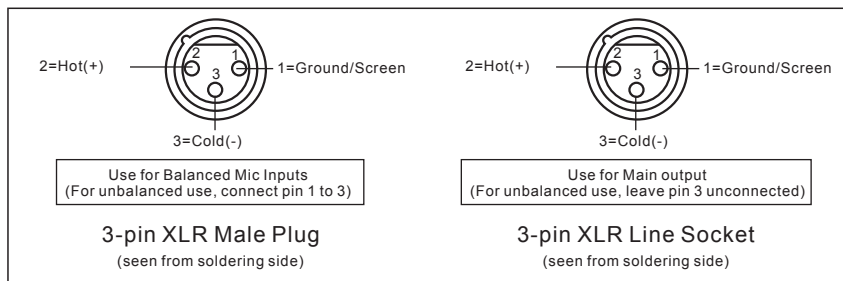 2 1
2=Hot(+) 3 1=Ground/Screen
3=Cold(-)
Use for Balanced Mic Inputs
(For unbalanced use, connect pin 1 to 3)
3-pin XLR Male Plug
(seen from soldering side)
2 1
2=Hot(+) 3 1=Ground/Screen
3=Cold(-)
Use for Main output
(For unbalanced use, leave pin 3 unconnected)
3-pin XLR Line Socket
(seen from soldering side)